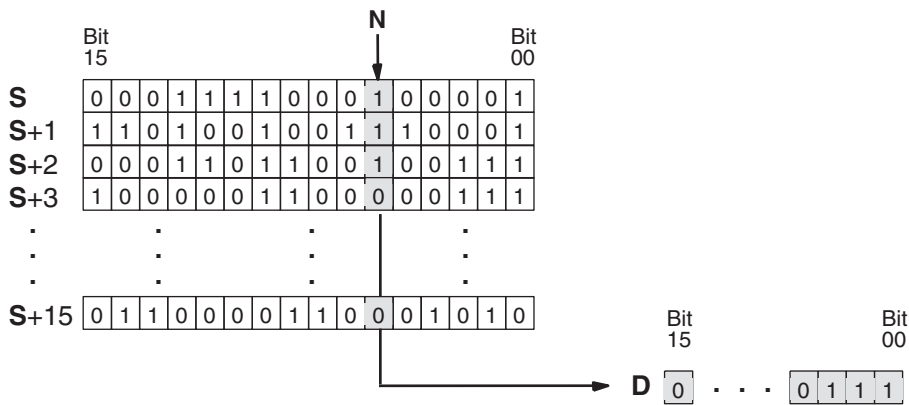 N
Bit Bit
15 00
S 0 0 0 1 1 1 1 0 0 0 1 0 0 0 0 1
S+1 1 1 0 1 0 0 1 0 0 1 1 1 0 0 0 1
S+2 0 0 0 1 1 0 1 1 0 0 1 0 0 1 1 1
S+3 1 0 0 0 0 0 1 1 0 0 0 0 0 1 1 1
. . . .
. . . .
. . . .
S+15 0 1 1 0 0 0 0 1 1 0 0 0 1 0 1 0
Bit Bit
15 00
D 0 . . . 0 1 1 1